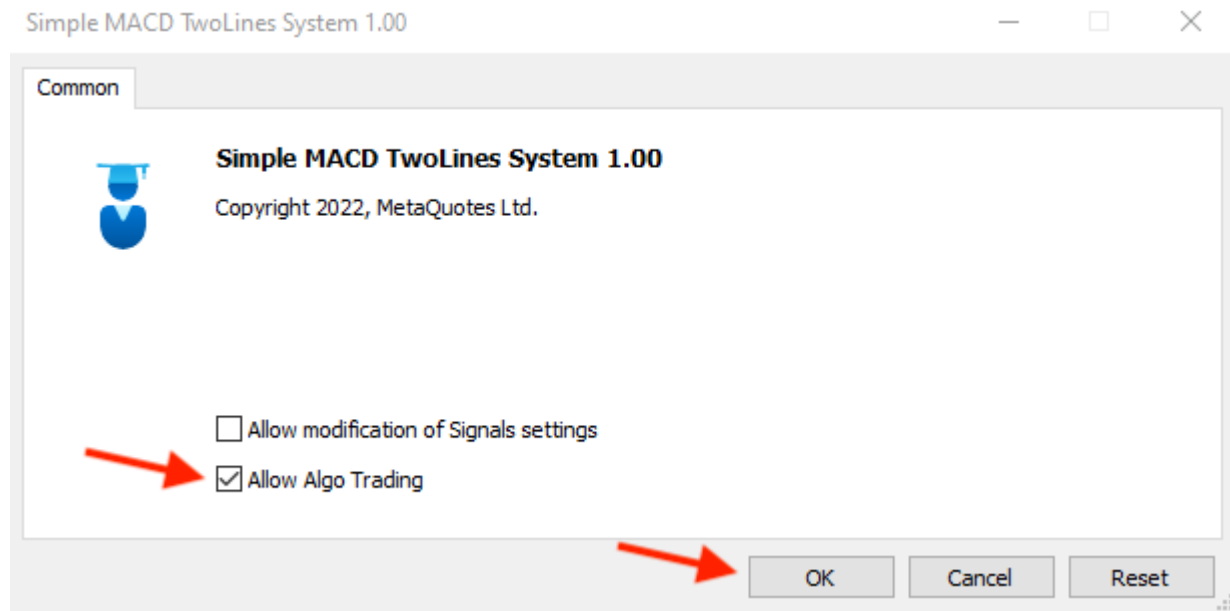 Simple MACD TwoLines System 1.00
Common
Simple MACD TwoLines System 1.00
Copyright 2022, MetaQuotes Ltd.
Allow modification of Signals settings
Allow Algo Trading
OK Cancel Reset